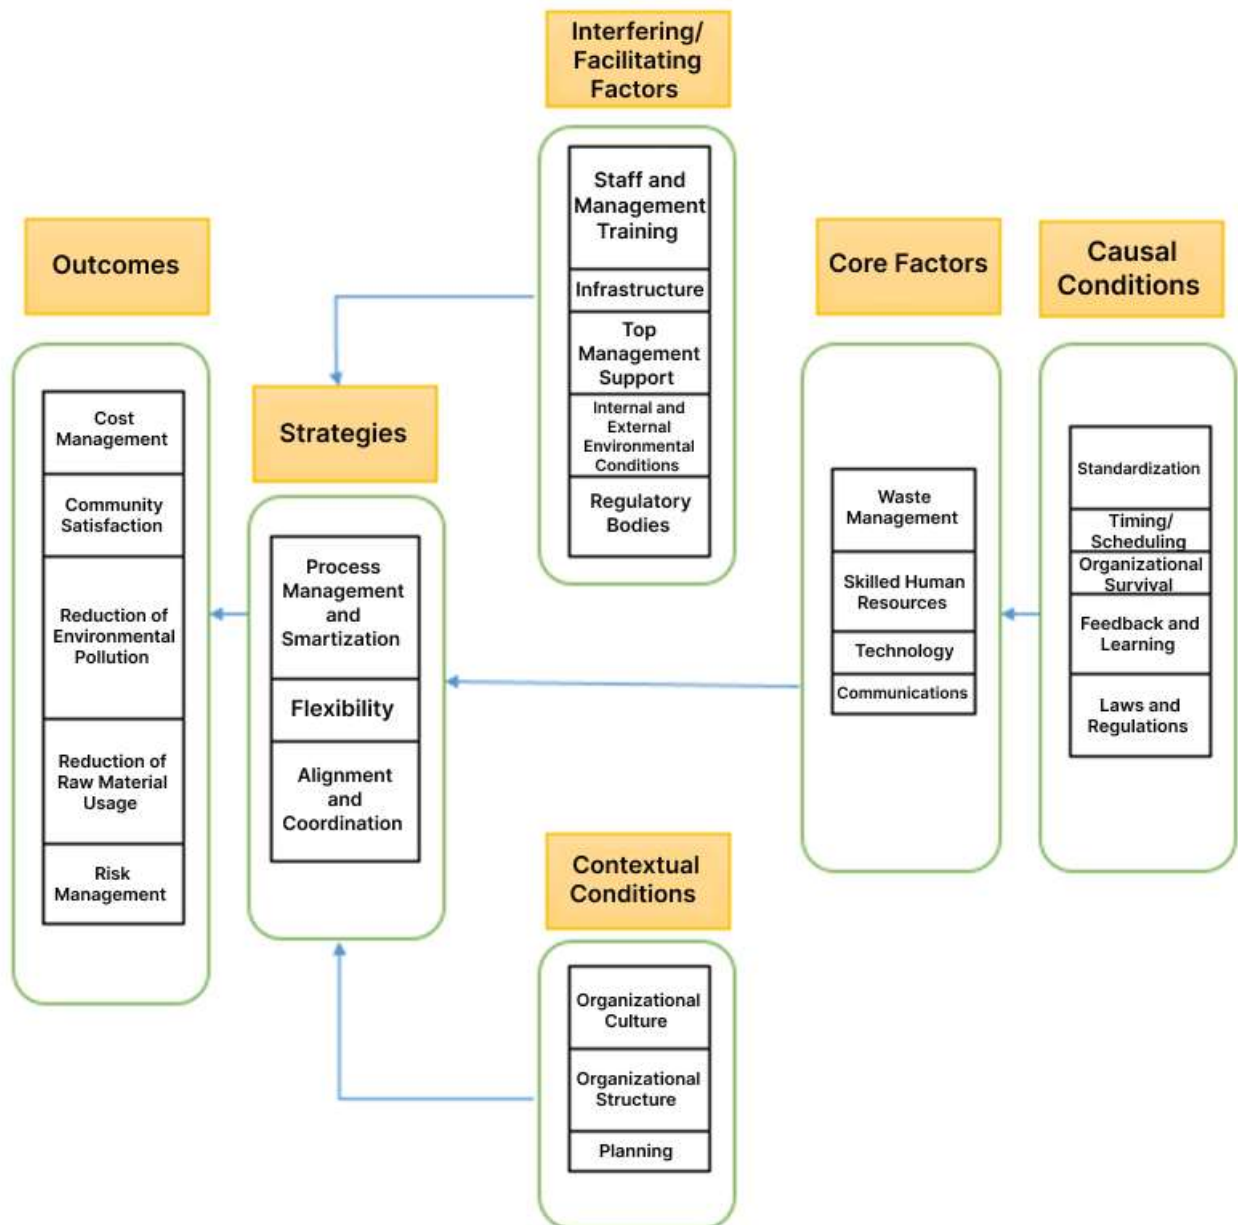 Interfering/
Facilitating
Factors
Staff and
Management
Training
Infrastructure
Top
Management
Support
Internal and
External
Environmental
Conditions
Regulatory
Bodies
Outcomes
Cost
Management
Community
Satisfaction
Reduction of
Environmental
Pollution
Reduction of
Raw Material
Usage
Risk
Management
Strategies
Process
Management
and
Smartization
Flexibility
Alignment
and
Coordination
Core Factors
Waste
Management
Skilled Human
Resources
Technology
Communications
Causal
Conditions
Standardization
Timing/
Scheduling
Organizational
Survival
Feedback and
Learning
Laws and
Regulations
Contextual
Conditions
Organizational
Culture
Organizational
Structure
Planning